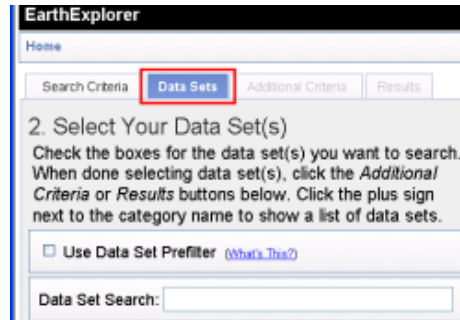 EarthExplorer
Home
Search Criteria Data Sets Additional Criteria Results
2. Select Your Data Set(s)
Check the boxes for the data set(s) you want to search.
When done selecting data set(s), click the Additional
Criteria or Results buttons below. Click the plus sign
next to the category name to show a list of data sets.
Use Data Set Prefilter (What's This?)
Data Set Search: